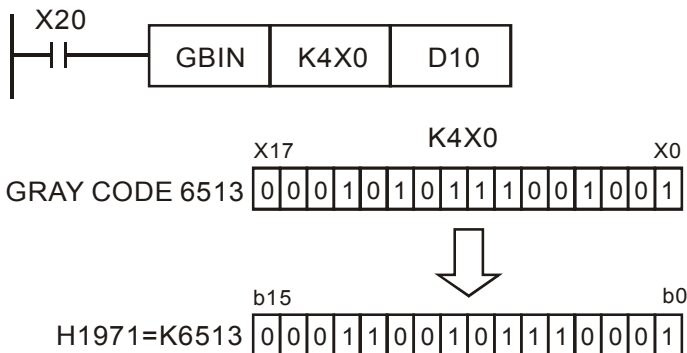 X20
GBIN K4X0 D10
K4X0
X17 X0
GRAY CODE 6513 0 0 0 1 0 1 0 1 1 1 0 0 1 0 0 1
b15 b0
H1971=K6513 0 0 0 1 1 0 0 1 0 1 1 1 0 0 0 1